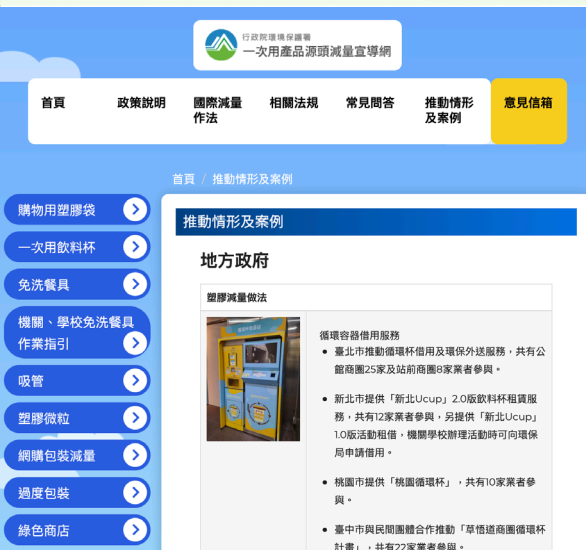 行政院環境保護署
一次用產品源頭減量宣導網
首頁
政策說明
國際減量
作法
相關法規
常見問答
推動情形
及案例
意見信箱
首頁 / 推動情形及案例
購物用塑膠袋
一次用飲料杯
免洗餐具
機關、學校免洗餐具
作業指引
吸管
塑膠微粒
網購包裝減量
過度包裝
綠色商店
推動情形及案例
地方政府
塑膠減量做法
循環容器借用服務
臺北市推動循環杯借用及環保外送服務,共有公
館商圈25家及站前商圈8家業者參與。
新北市提供「新北Ucup」2.0版飲料杯租賃服
務,共有12家業者參與,另提供「新北Ucup」
1.0版活動租借,機關學校辦理活動時可向環保
局申請借用。
桃園市提供「桃園循環杯」,共有10家業者參
與。
臺中市與民間團體合作推動「草悟道商圈循環杯
計畫」,共有22家業者參與。